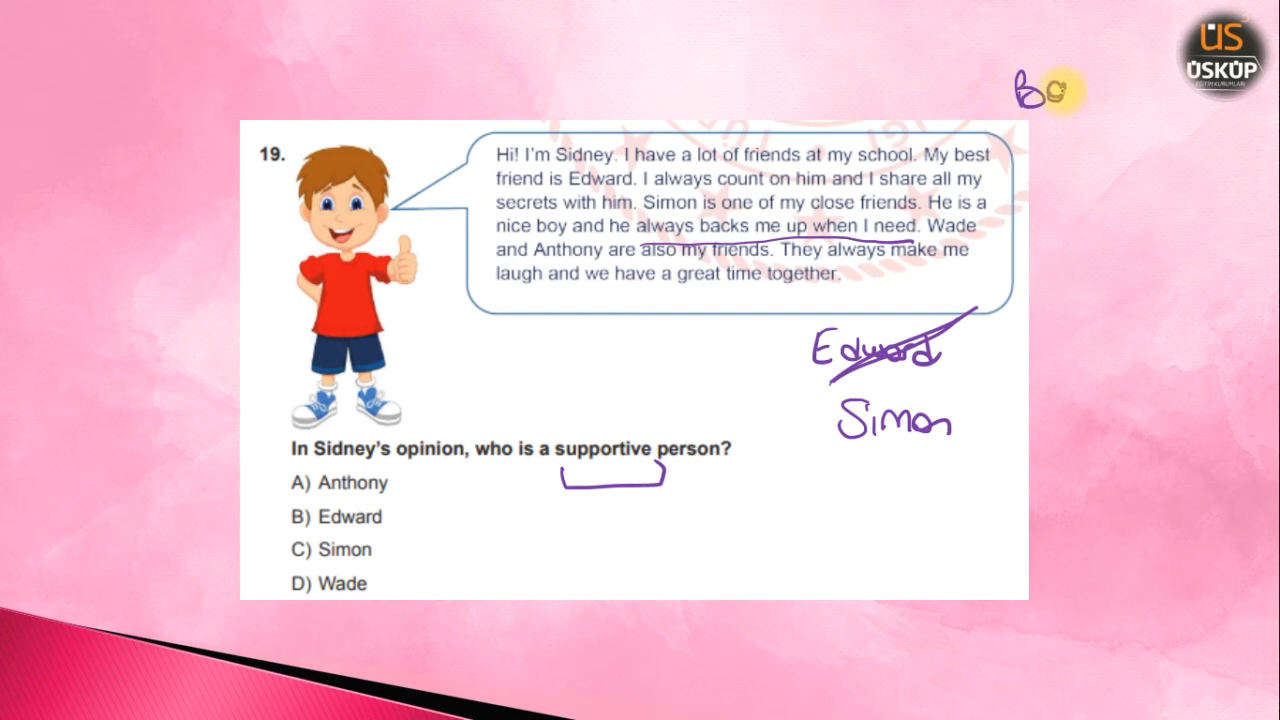 ÜS
ÜSKÜP
EĞİTİM KURUMLARI
19.
Hi! I'm Sidney. I have a lot of friends at my school. My best
friend is Edward. I always count on him and I share all my
secrets with him. Simon is one of my close friends. He is a
nice boy and he always backs me up when I need. Wade
and Anthony are also my friends. They always make me
laugh and we have a great time together.
Edward
Simon
In Sidney's opinion, who is a supportive person?
A) Anthony
B) Edward
C) Simon
D) Wade